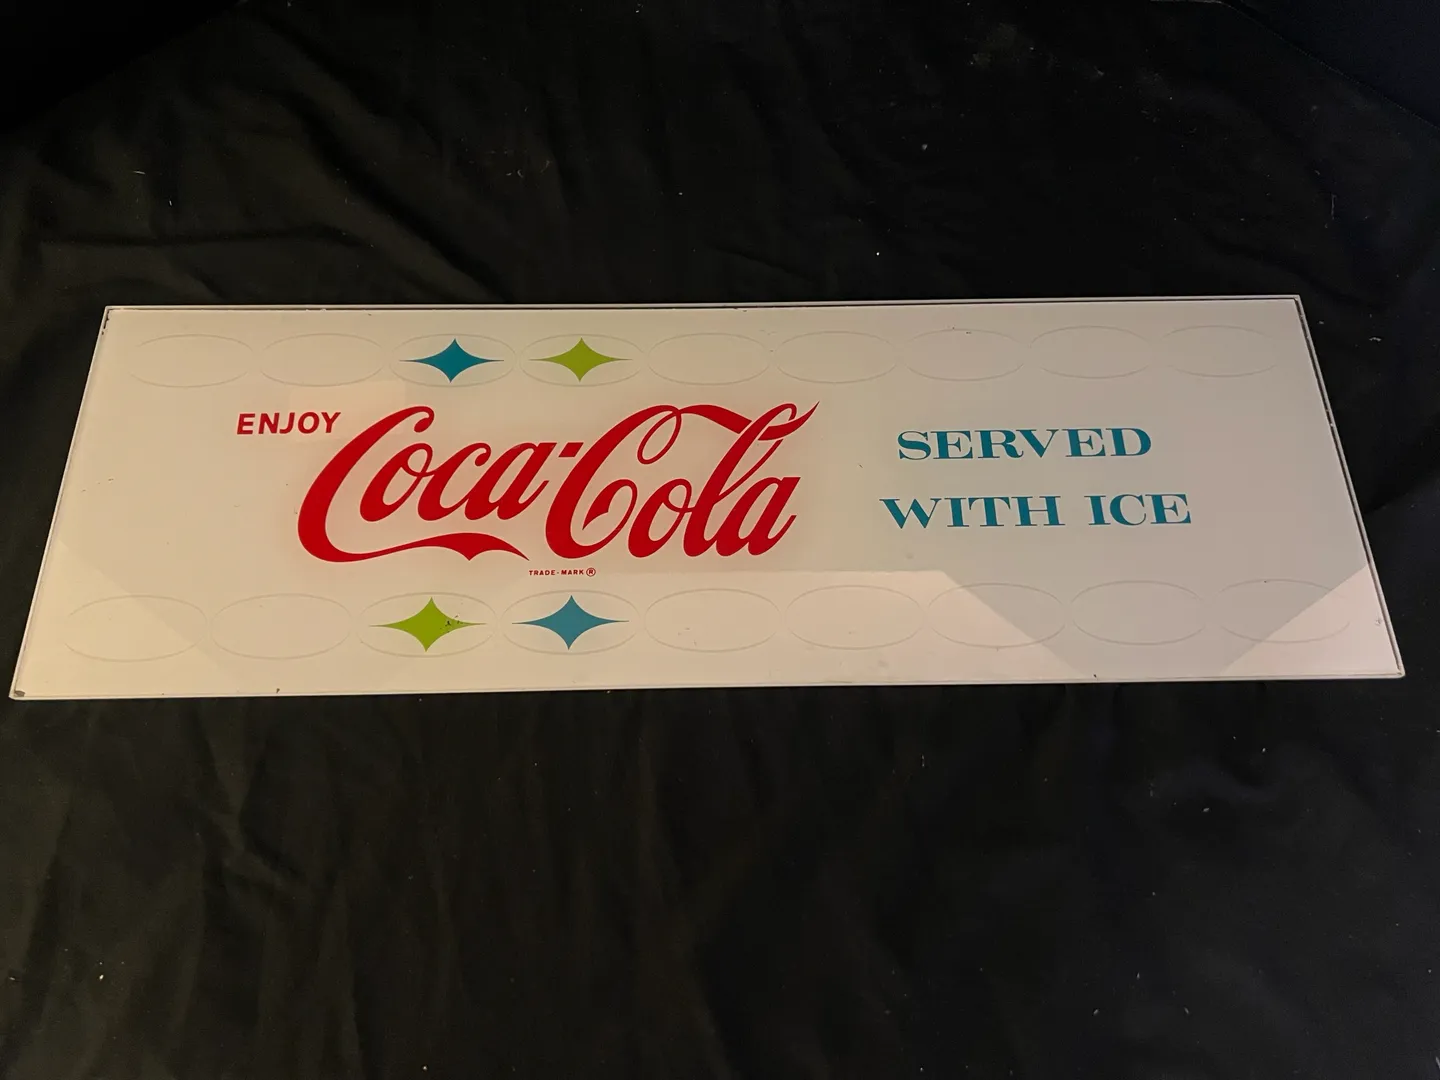 ENJOY
Coca-Cola
TRADE-MARK ®
SERVED
WITH ICE